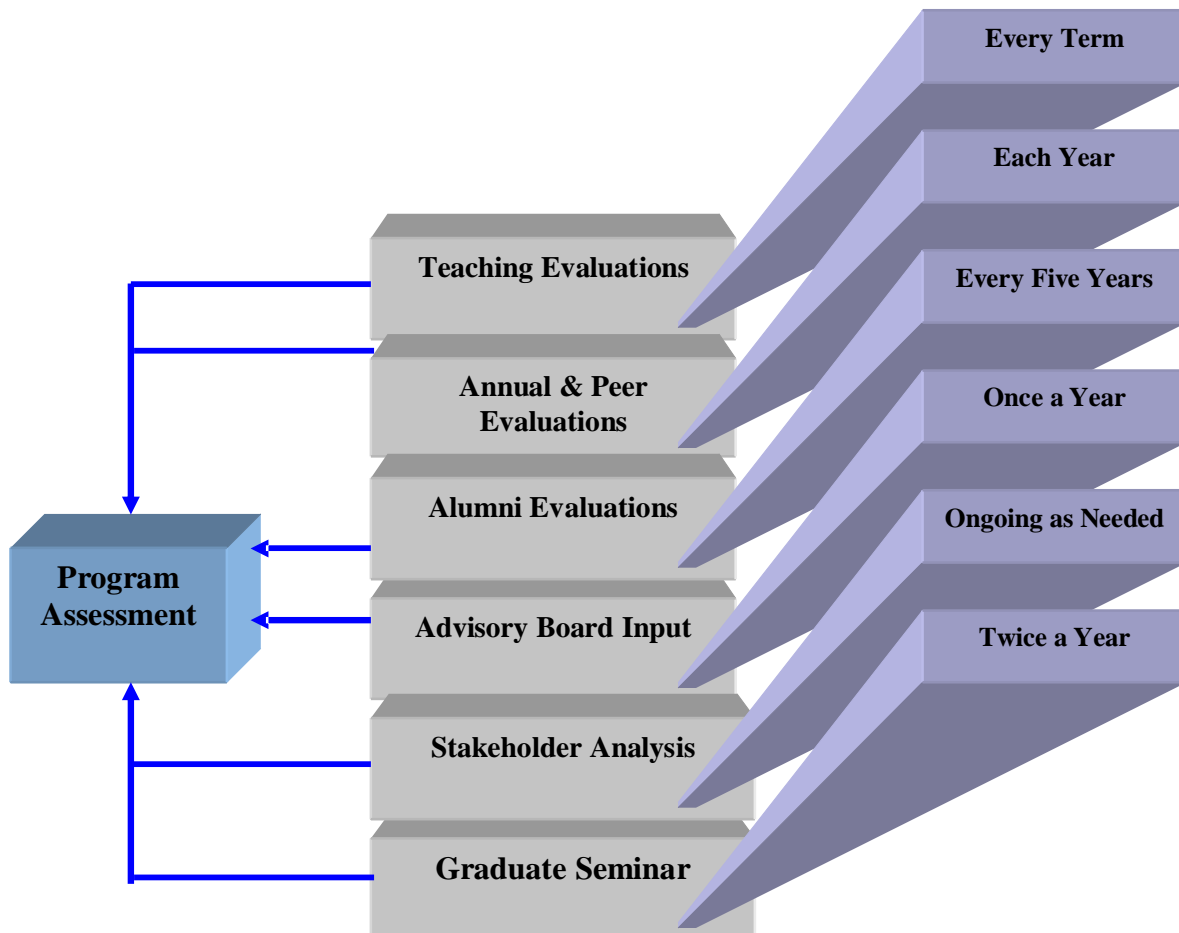 Every Term
Each Year
Teaching Evaluations
Every Five Years
Annual & Peer
Evaluations
Once a Year
Alumni Evaluations
Ongoing as Needed
Program
Assessment
Advisory Board Input
Twice a Year
Stakeholder Analysis
Graduate Seminar